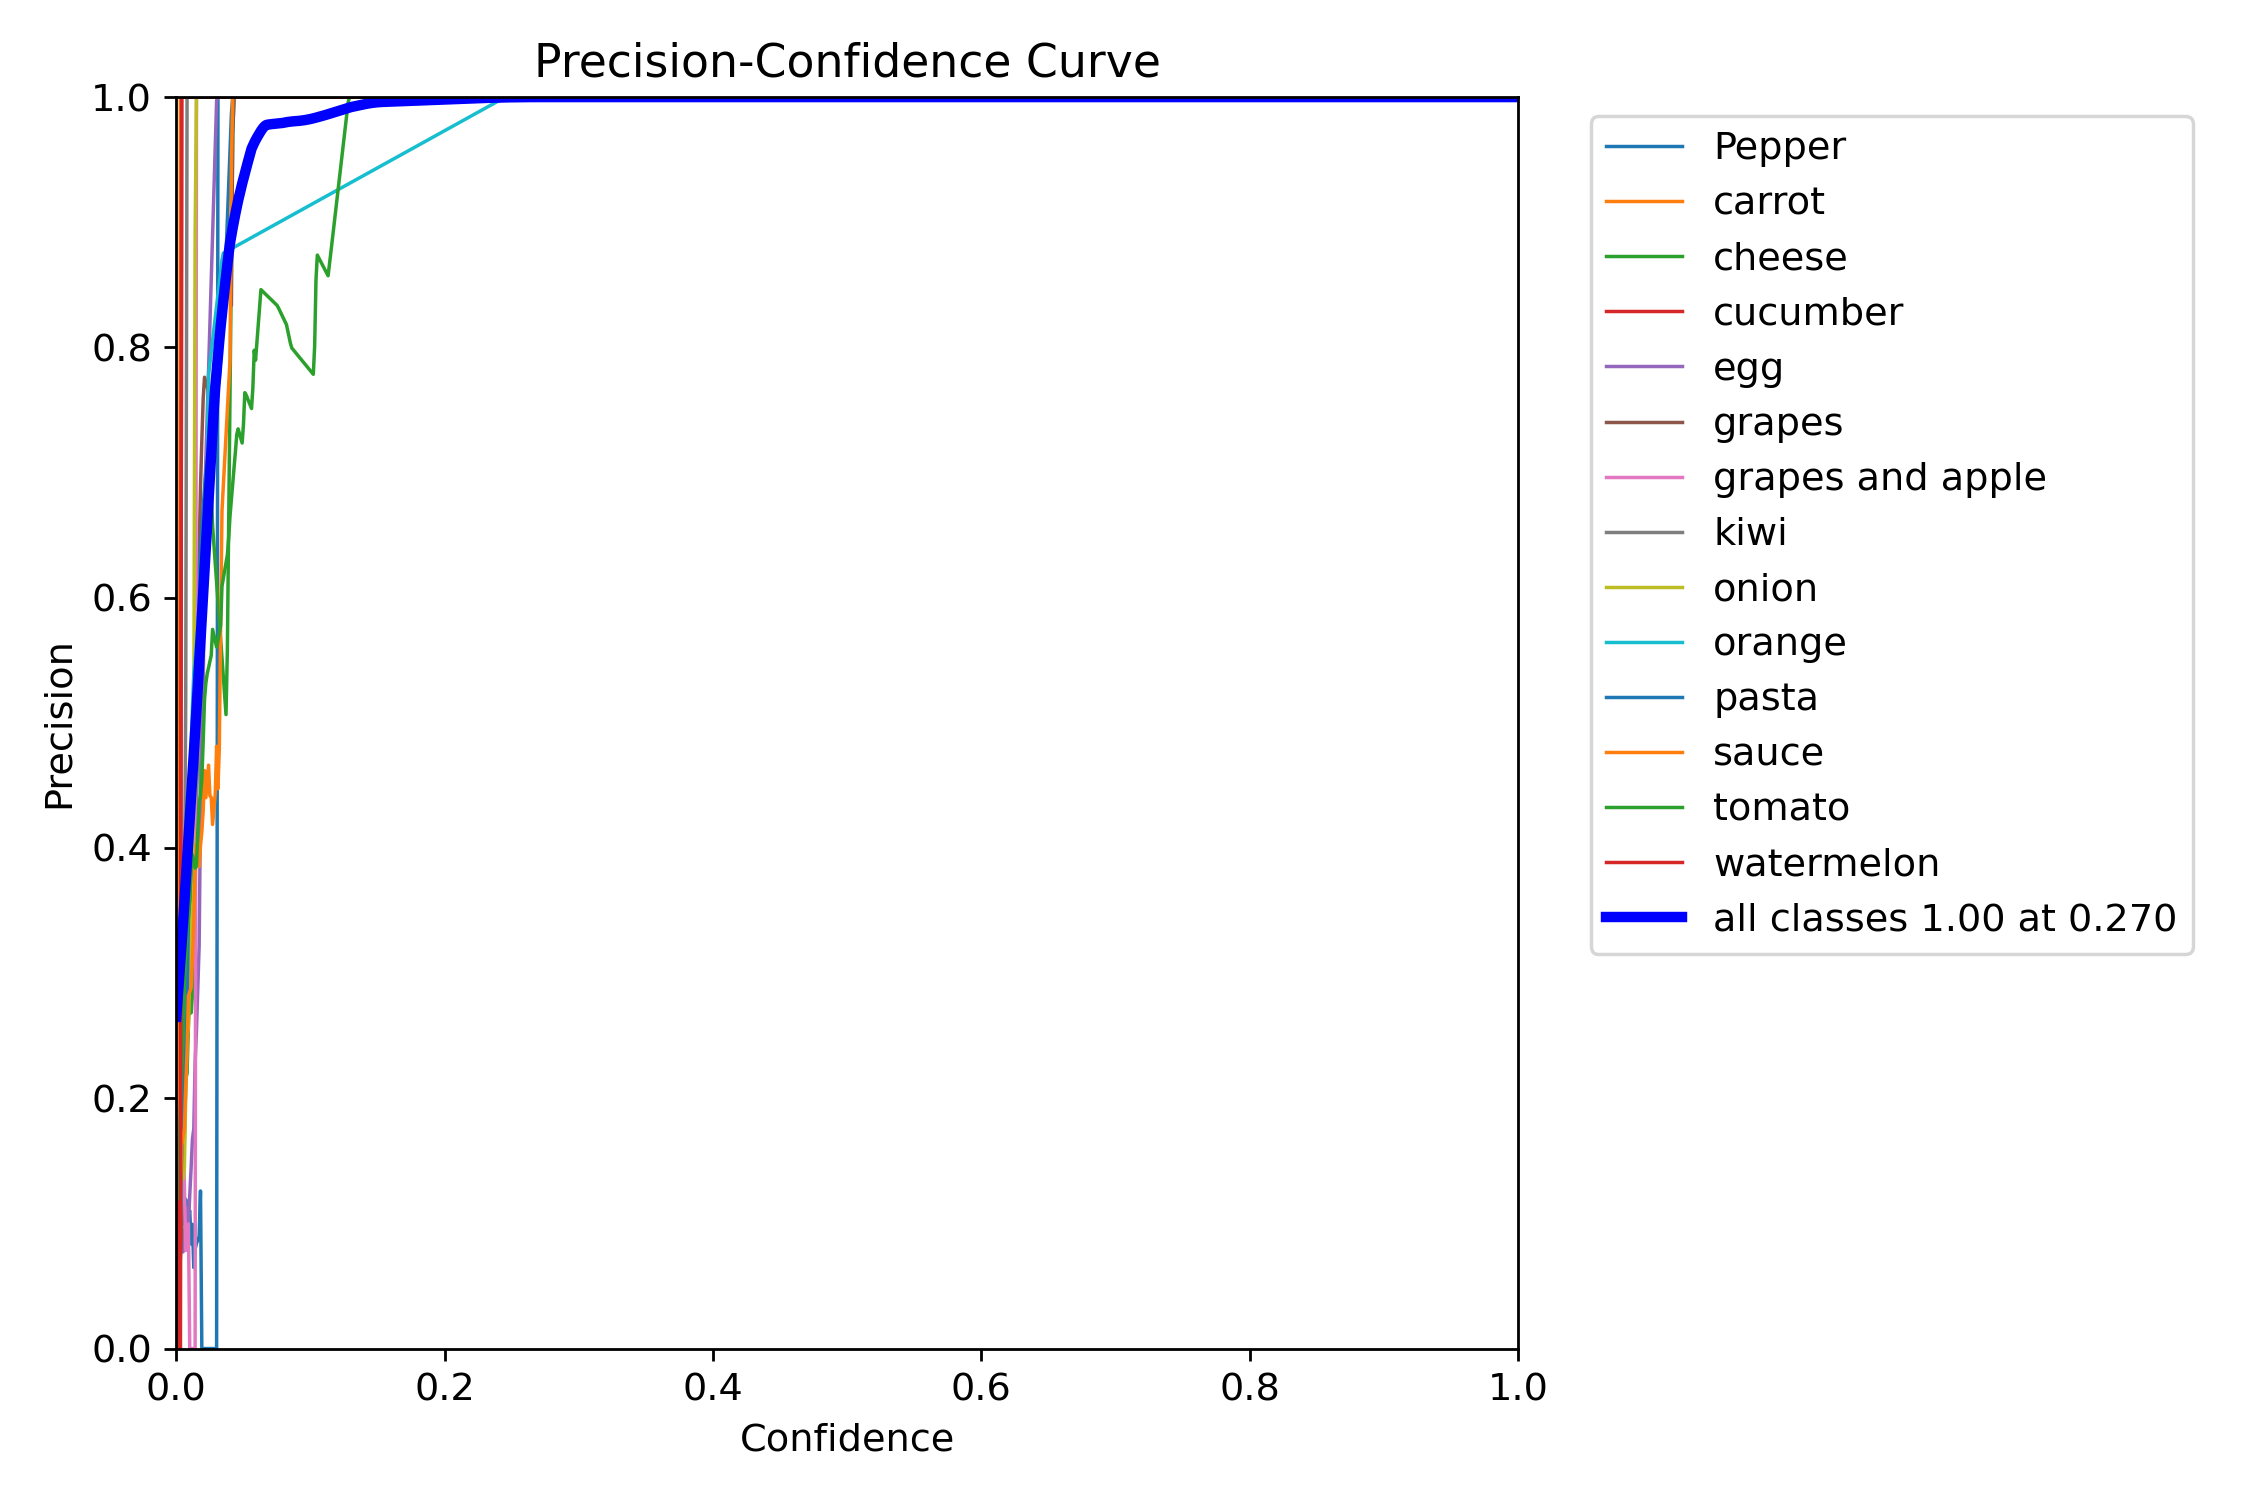 Precision-Confidence Curve
1.0
0.8
0.6
0.4
0.2
0.0
Precision
0.0 0.2 0.4 0.6 0.8 1.0
Confidence
Pepper
carrot
cheese
cucumber
egg
grapes
grapes and apple
kiwi
onion
orange
pasta
sauce
tomato
watermelon
all classes 1.00 at 0.270